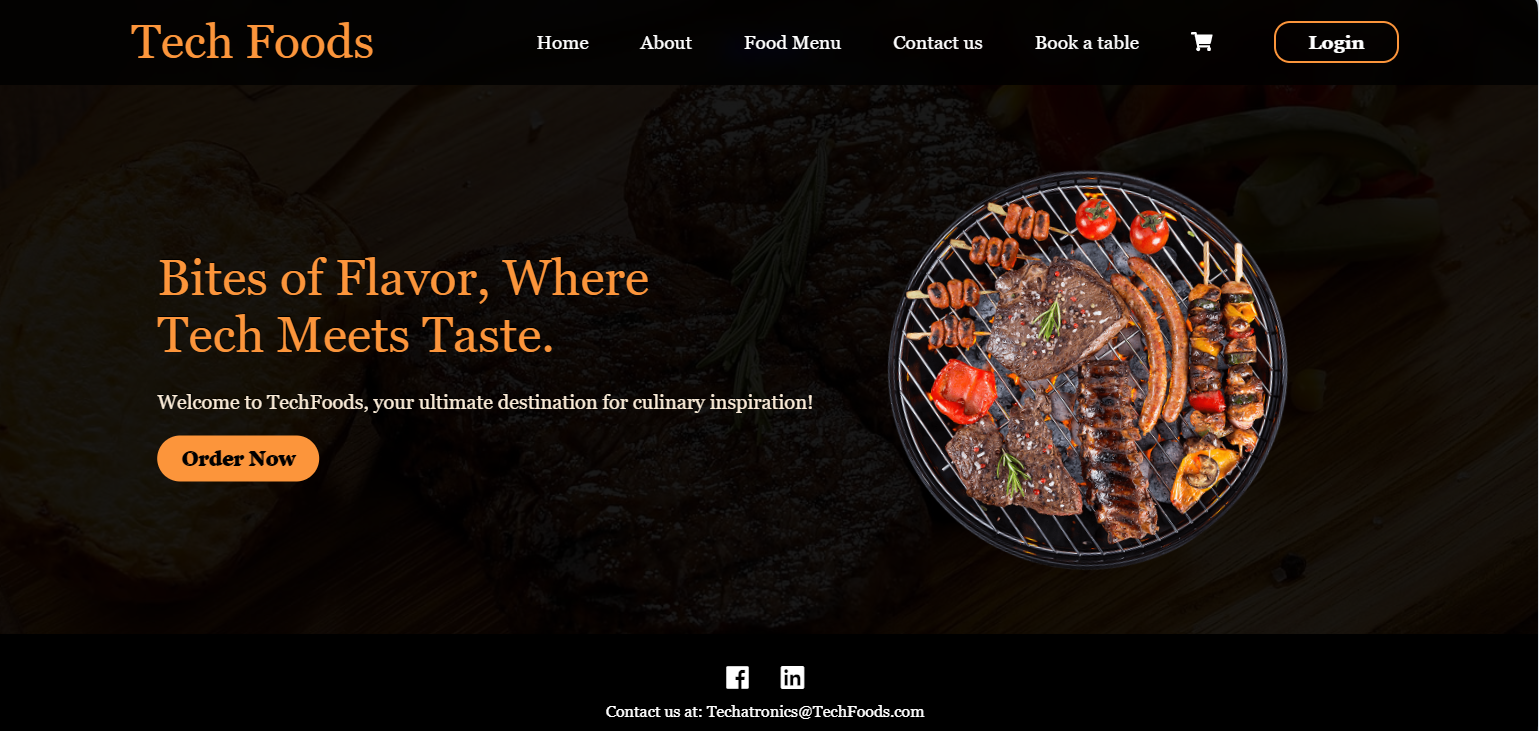 Tech Foods
Home
About
Food Menu
Contact us
Book a table
Login
Bites of Flavor, Where
Tech Meets Taste.
Welcome to TechFoods, your ultimate destination for culinary inspiration!
Order Now
Contact us at: Techatronics@TechFoods.com